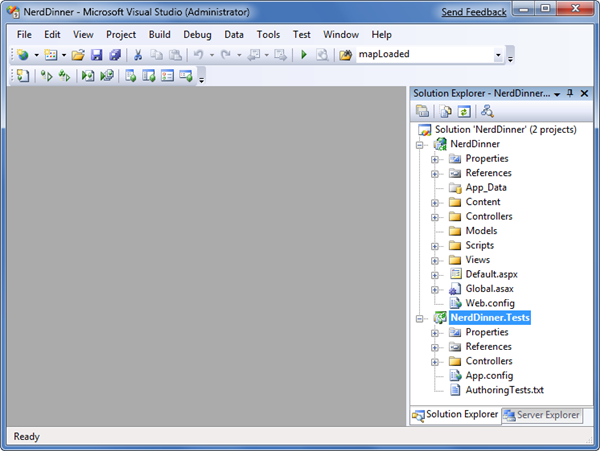 NerdDinner - Microsoft Visual Studio (Administrator)
Send Feedback
File Edit View Project Build Debug Data Tools Test Window Help
mapLoaded
Solution Explorer - NerdDinner...
Solution 'NerdDinner' (2 projects)
NerdDinner
Properties
References
App_Data
Content
Controllers
Models
Scripts
Views
Default.aspx
Global.asax
Web.config
NerdDinner.Tests
Properties
References
Controllers
App.config
AuthoringTests.txt
Solution Explorer Server Explorer
Ready